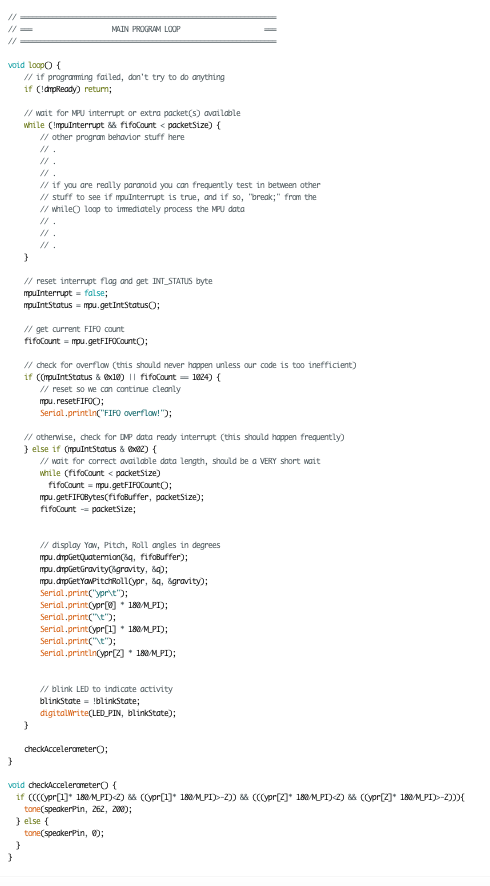 // ================================================================
// ===                    MAIN PROGRAM LOOP                     ===
// ================================================================
void loop() {
// if programming failed, don't try to do anything
if (!dmpReady) return;
// wait for MPU interrupt or extra packet(s) available
while (!mpuInterrupt && fifoCount < packetSize) {
// other program behavior stuff here
// .
// .
// .
// if you are really paranoid you can frequently test in between other
// stuff to see if mpuInterrupt is true, and if so, "break;" from the
// while() loop to immediately process the MPU data
// .
// .
// .
}
// reset interrupt flag and get INT_STATUS byte
mpuInterrupt = false;
mpuIntStatus = mpu.getIntStatus();
// get current FIFO count
fifoCount = mpu.getFIFOCount();
// check for overflow (this should never happen unless our code is too inefficient)
if ((mpuIntStatus & 0x10) || fifoCount == 1024) {
// reset so we can continue cleanly
mpu.resetFIFO();
Serial.println("FIFO overflow!");
// otherwise, check for DMP data ready interrupt (this should happen frequently)
} else if (mpuIntStatus & 0x02) {
// wait for correct available data length, should be a VERY short wait
while (fifoCount < packetSize)
fifoCount = mpu.getFIFOCount();
mpu.getFIFOBytes(fifoBuffer, packetSize);
fifoCount -= packetSize;
// display Yaw, Pitch, Roll angles in degrees
mpu.dmpGetQuaternion(&q, fifoBuffer);
mpu.dmpGetGravity(&gravity, &q);
mpu.dmpGetYawPitchRoll(ypr, &q, &gravity);
Serial.print("ypr\t");
Serial.print(ypr[0] * 180/M_PI);
Serial.print("\t");
Serial.print(ypr[1] * 180/M_PI);
Serial.print("\t");
Serial.println(ypr[2] * 180/M_PI);
// blink LED to indicate activity
blinkState = !blinkState;
digitalWrite(LED_PIN, blinkState);
}
checkAccelerometer();
}
void checkAccelerometer() {
if ((((ypr[1]* 180/M_PI)<2) && ((ypr[1]* 180/M_PI)>-2)) && (((ypr[2]* 180/M_PI)<2) && ((ypr[2]* 180/M_PI)>-2))){
tone(speakerPin, 262, 200);
} else {
tone(speakerPin, 0);
}
}